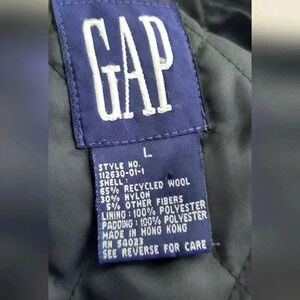 GAP
L
STYLE NO.
112630-01-1
SHELL:
65% RECYCLED WOOL
30% NYLON
5% OTHER FIBERS
LINING: 100% POLYESTER
PADDING: 100% POLYESTER
MADE IN HONG KONG
RN 54023
SEE REVERSE FOR CARE